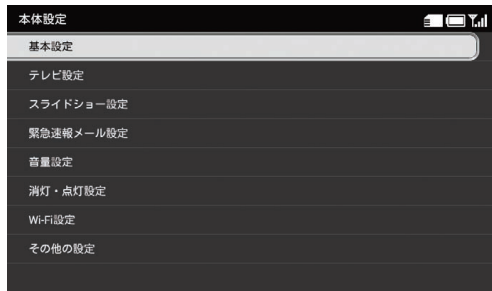 本体設定
基本設定
テレビ設定
スライドショー設定
緊急速報メール設定
音量設定
消灯・点灯設定
Wi-Fi設定
その他の設定